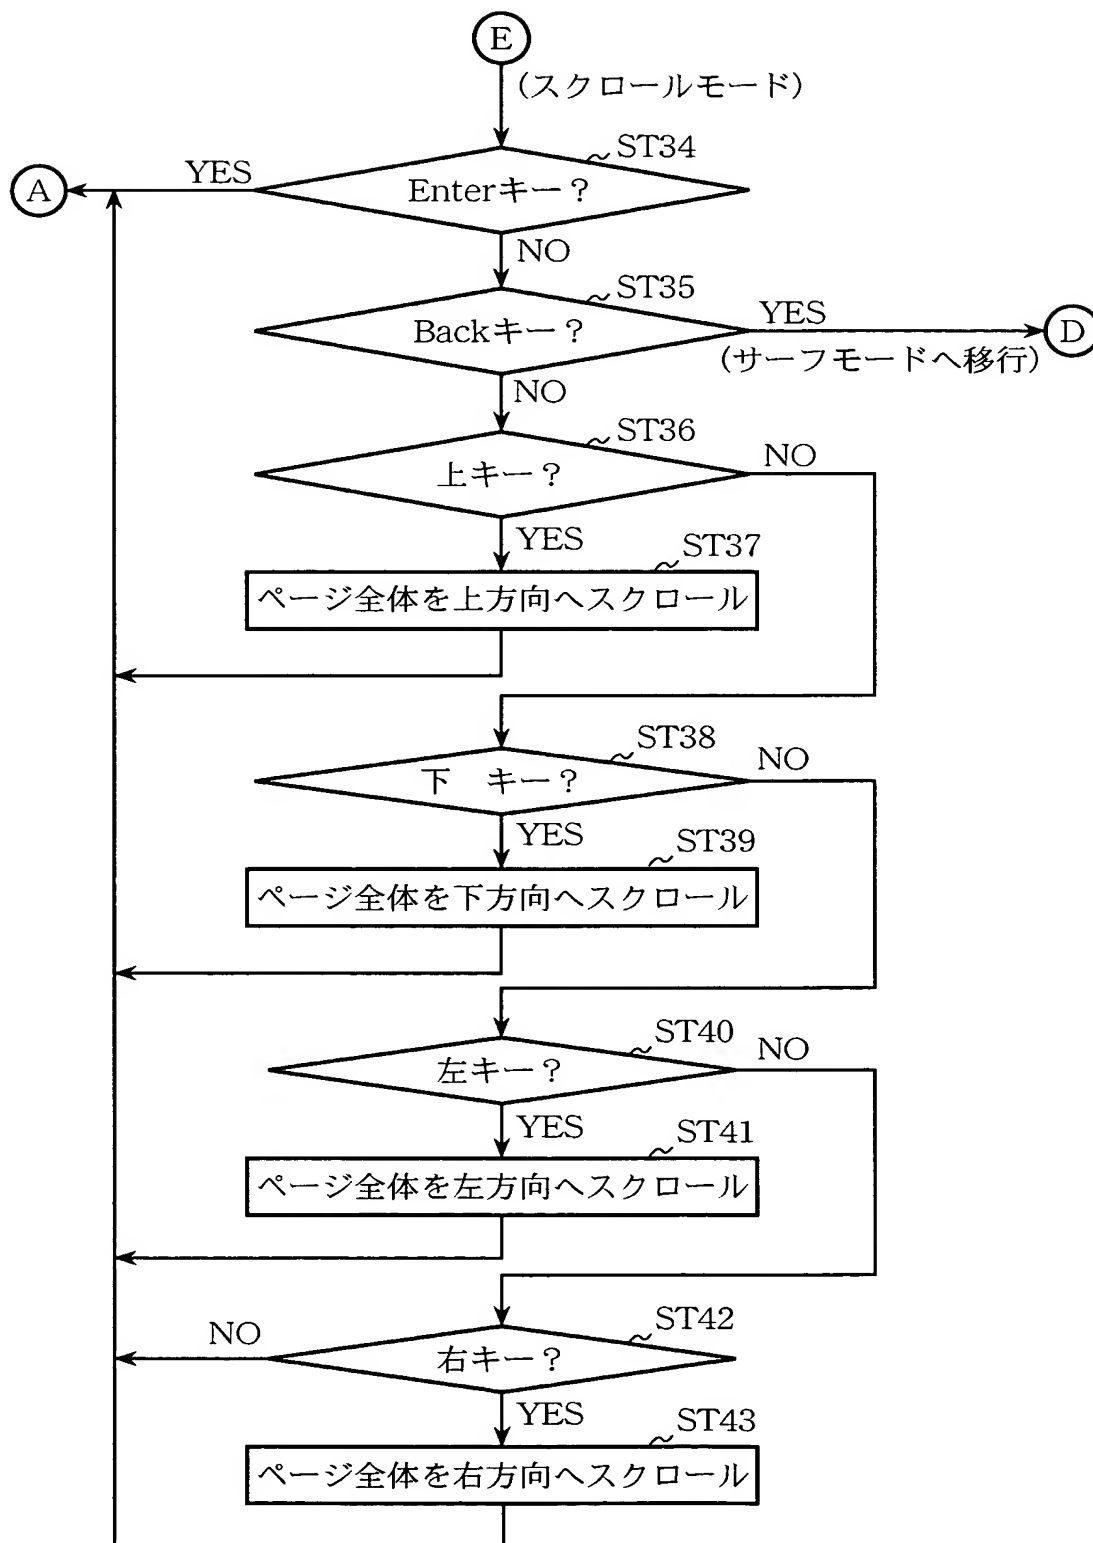 E
(スクロールモード)
ST34
YES
A
Enterキー?
NO
ST35
Backキー?
YES
D
(サーフモードへ移行)
NO
ST36
上キー?
NO
YES
ST37
ページ全体を上方向へスクロール
ST38
下 キー?
NO
YES
ST39
ページ全体を下方向へスクロール
ST40
左キー?
NO
YES
ST41
ページ全体を左方向へスクロール
ST42
NO
右キー?
YES
ST43
ページ全体を右方向へスクロール